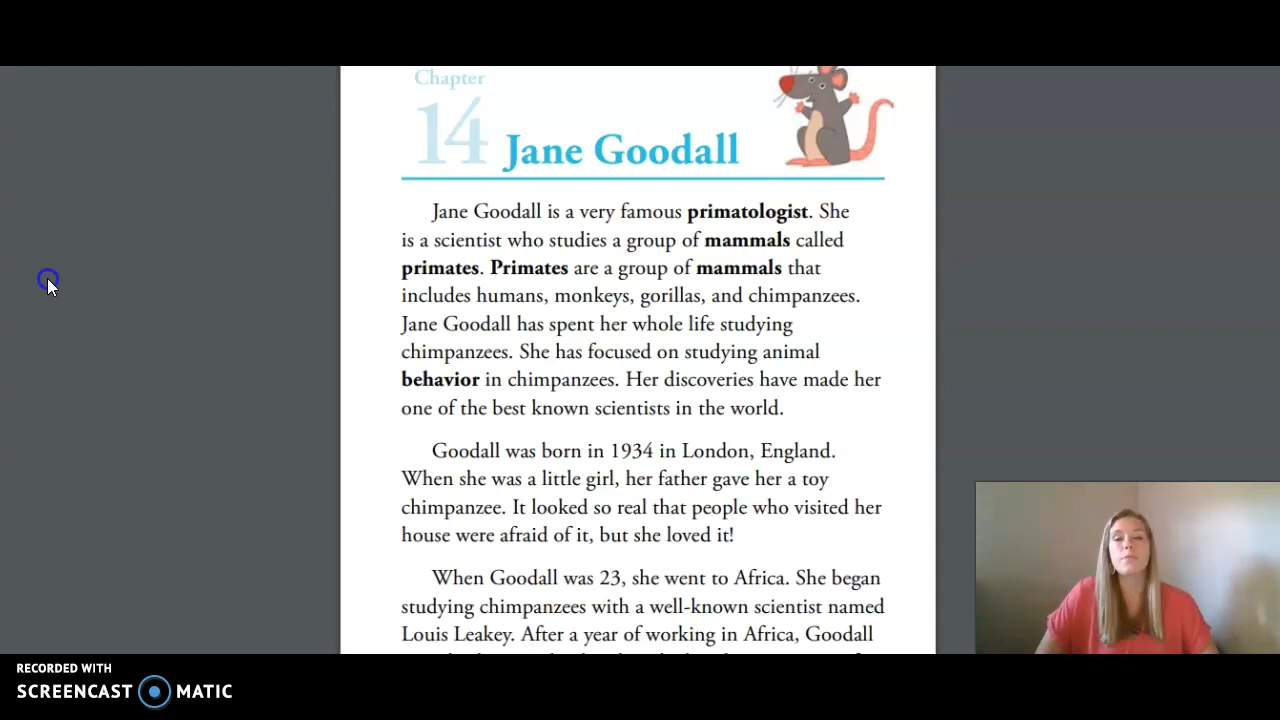 Chapter
14 Jane Goodall
Jane Goodall is a very famous primatologist. She
is a scientist who studies a group of mammals called
primates. Primates are a group of mammals that
includes humans, monkeys, gorillas, and chimpanzees.
Jane Goodall has spent her whole life studying
chimpanzees. She has focused on studying animal
behavior in chimpanzees. Her discoveries have made her
one of the best known scientists in the world.
Goodall was born in 1934 in London, England.
When she was a little girl, her father gave her a toy
chimpanzee. It looked so real that people who visited her
house were afraid of it, but she loved it!
When Goodall was 23, she went to Africa. She began
studying chimpanzees with a well-known scientist named
Louis Leakey. After a year of working in Africa, Goodall
RECORDED WITH
SCREENCAST MATIC